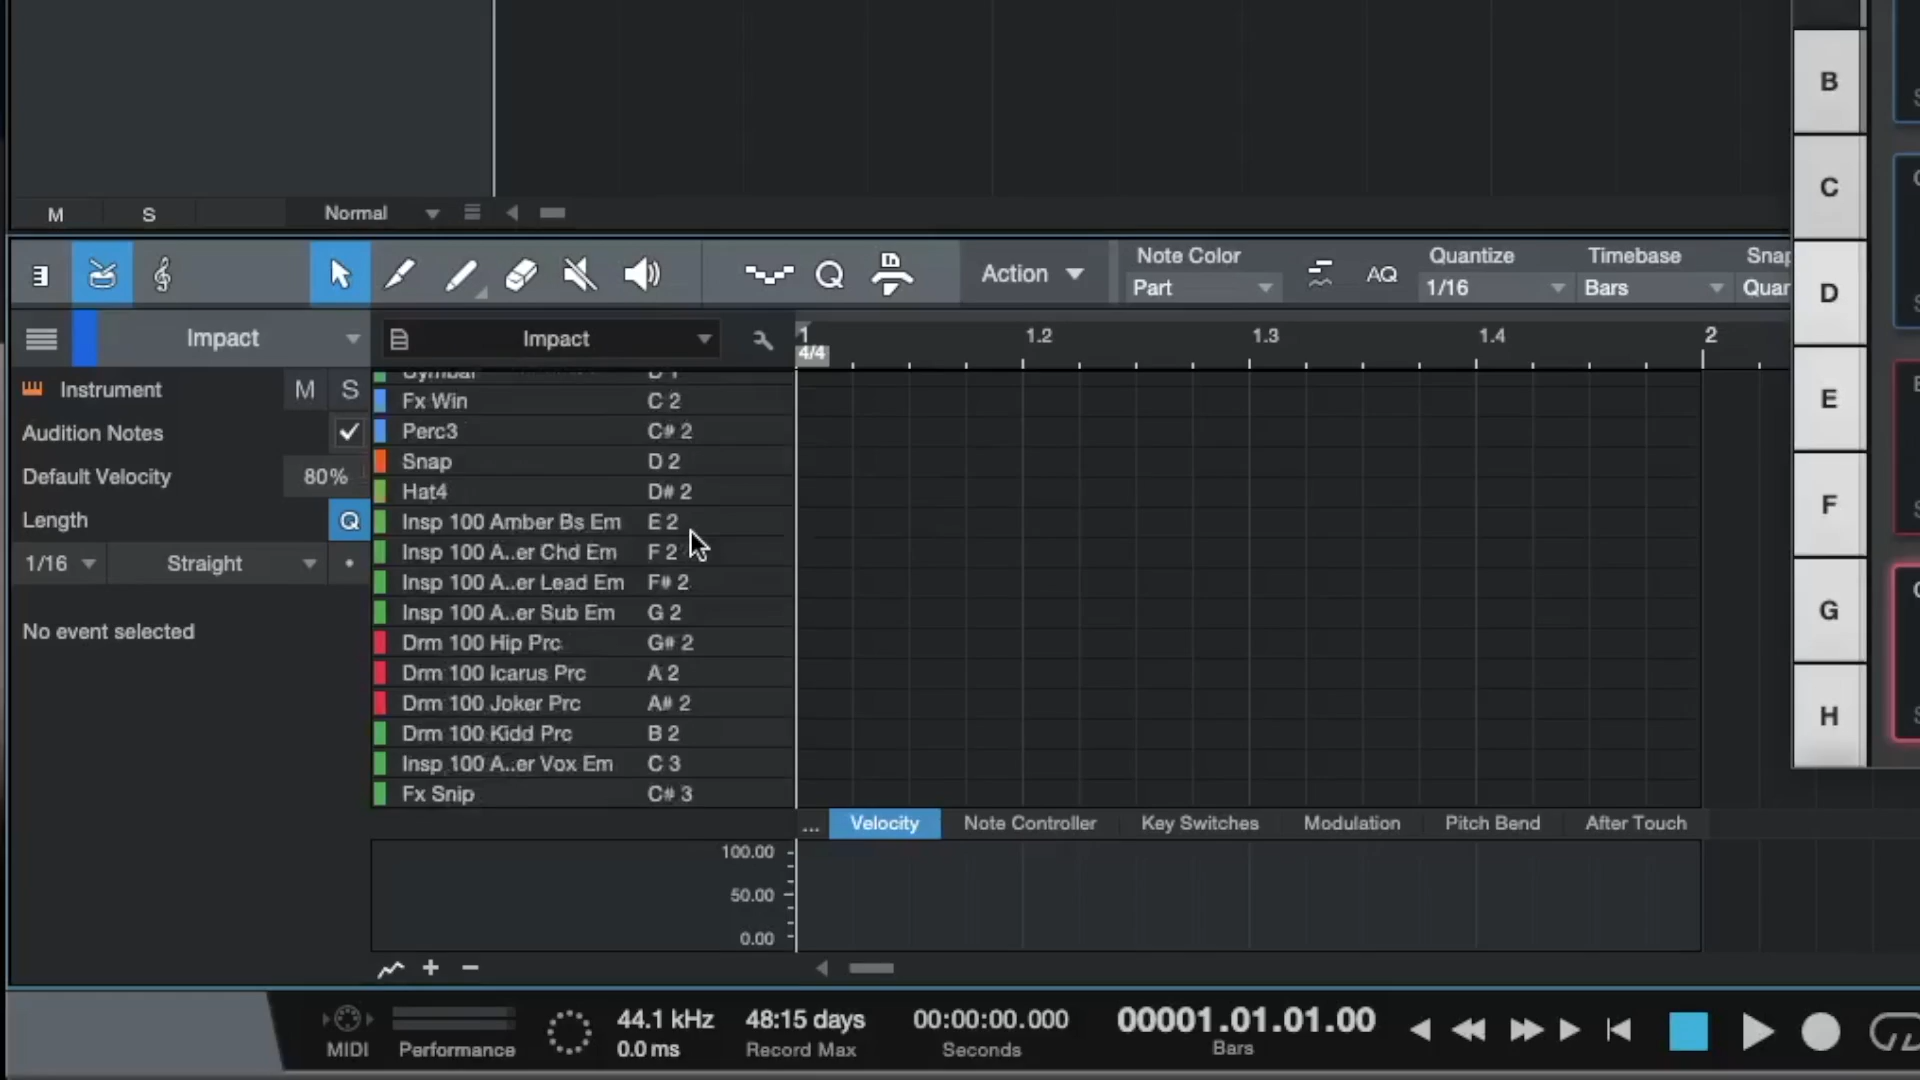 B
C
D
E
F
G
H
M S Normal
Action
Note Color
Part
AQ
Quantize
1/16
Timebase
Bars
Impact
Impact
1 1.2 1.3 1.4 2
4/4
Instrument M S
Audition Notes
Default Velocity 80%
Length Q
1/16 Straight
No event selected
Cymbal
Fx Win C 2
Perc3 C# 2
Snap D 2
Hat4 D# 2
Insp 100 Amber Bs Em E 2
Insp 100 A..er Chd Em F 2
Insp 100 A..er Lead Em F# 2
Insp 100 A..er Sub Em G 2
Drm 100 Hip Prc G# 2
Drm 100 Icarus Prc A 2
Drm 100 Joker Prc A# 2
Drm 100 Kidd Prc B 2
Insp 100 A..er Vox Em C 3
Fx Snip C# 3
... Velocity Note Controller Key Switches Modulation Pitch Bend After Touch
100.00
50.00
0.00
MIDI
Performance
44.1 kHz
0.0 ms
48:15 days
Record Max
00:00:00.000
Seconds
00001.01.01.00
Bars